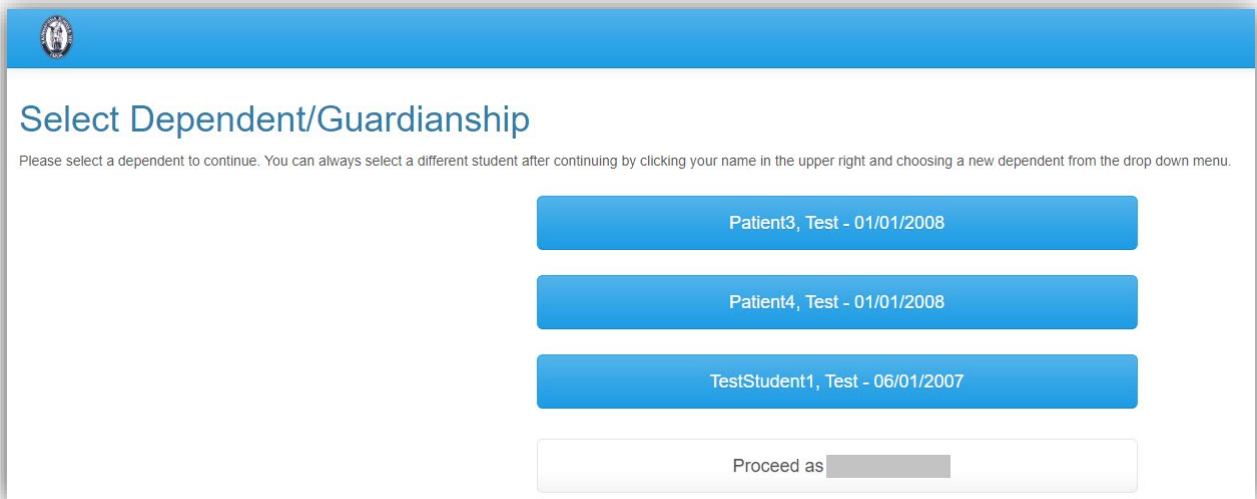 Select Dependent/Guardianship
Please select a dependent to continue. You can always select a different student after continuing by clicking your name in the upper right and choosing a new dependent from the drop down menu.
Patient3, Test - 01/01/2008
Patient4, Test - 01/01/2008
TestStudent1, Test - 06/01/2007
Proceed as